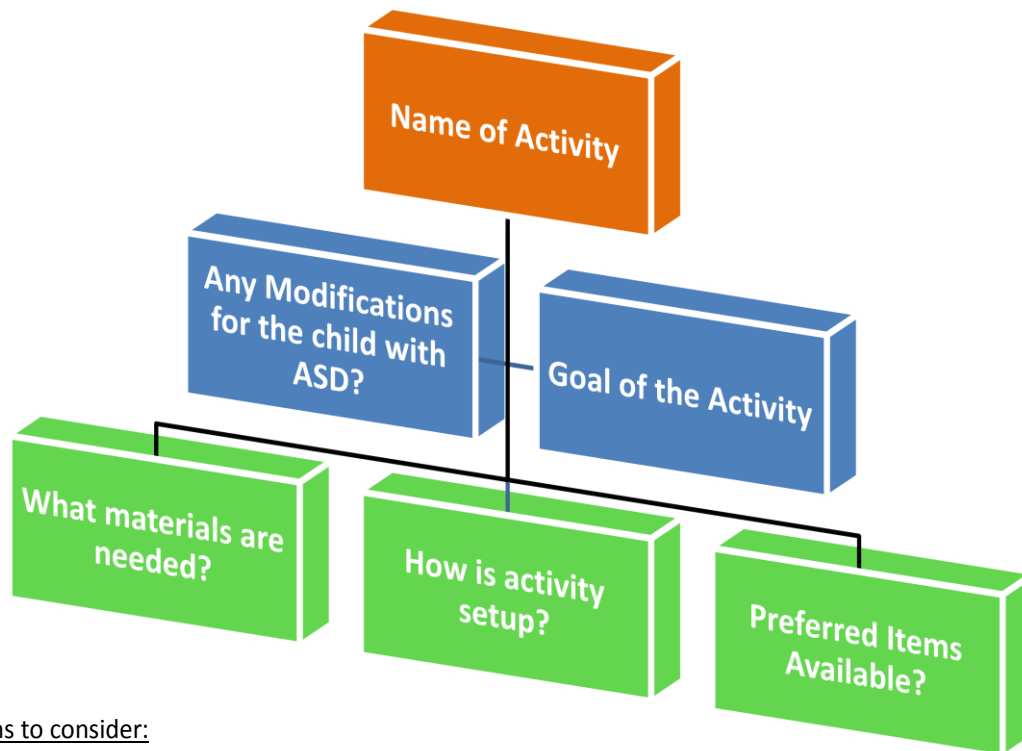 Name of Activity
Any Modifications
for the child with
ASD?
Goal of the Activity
What materials are
needed?
How is activity
setup?
Preferred Items
Available?
to consider: